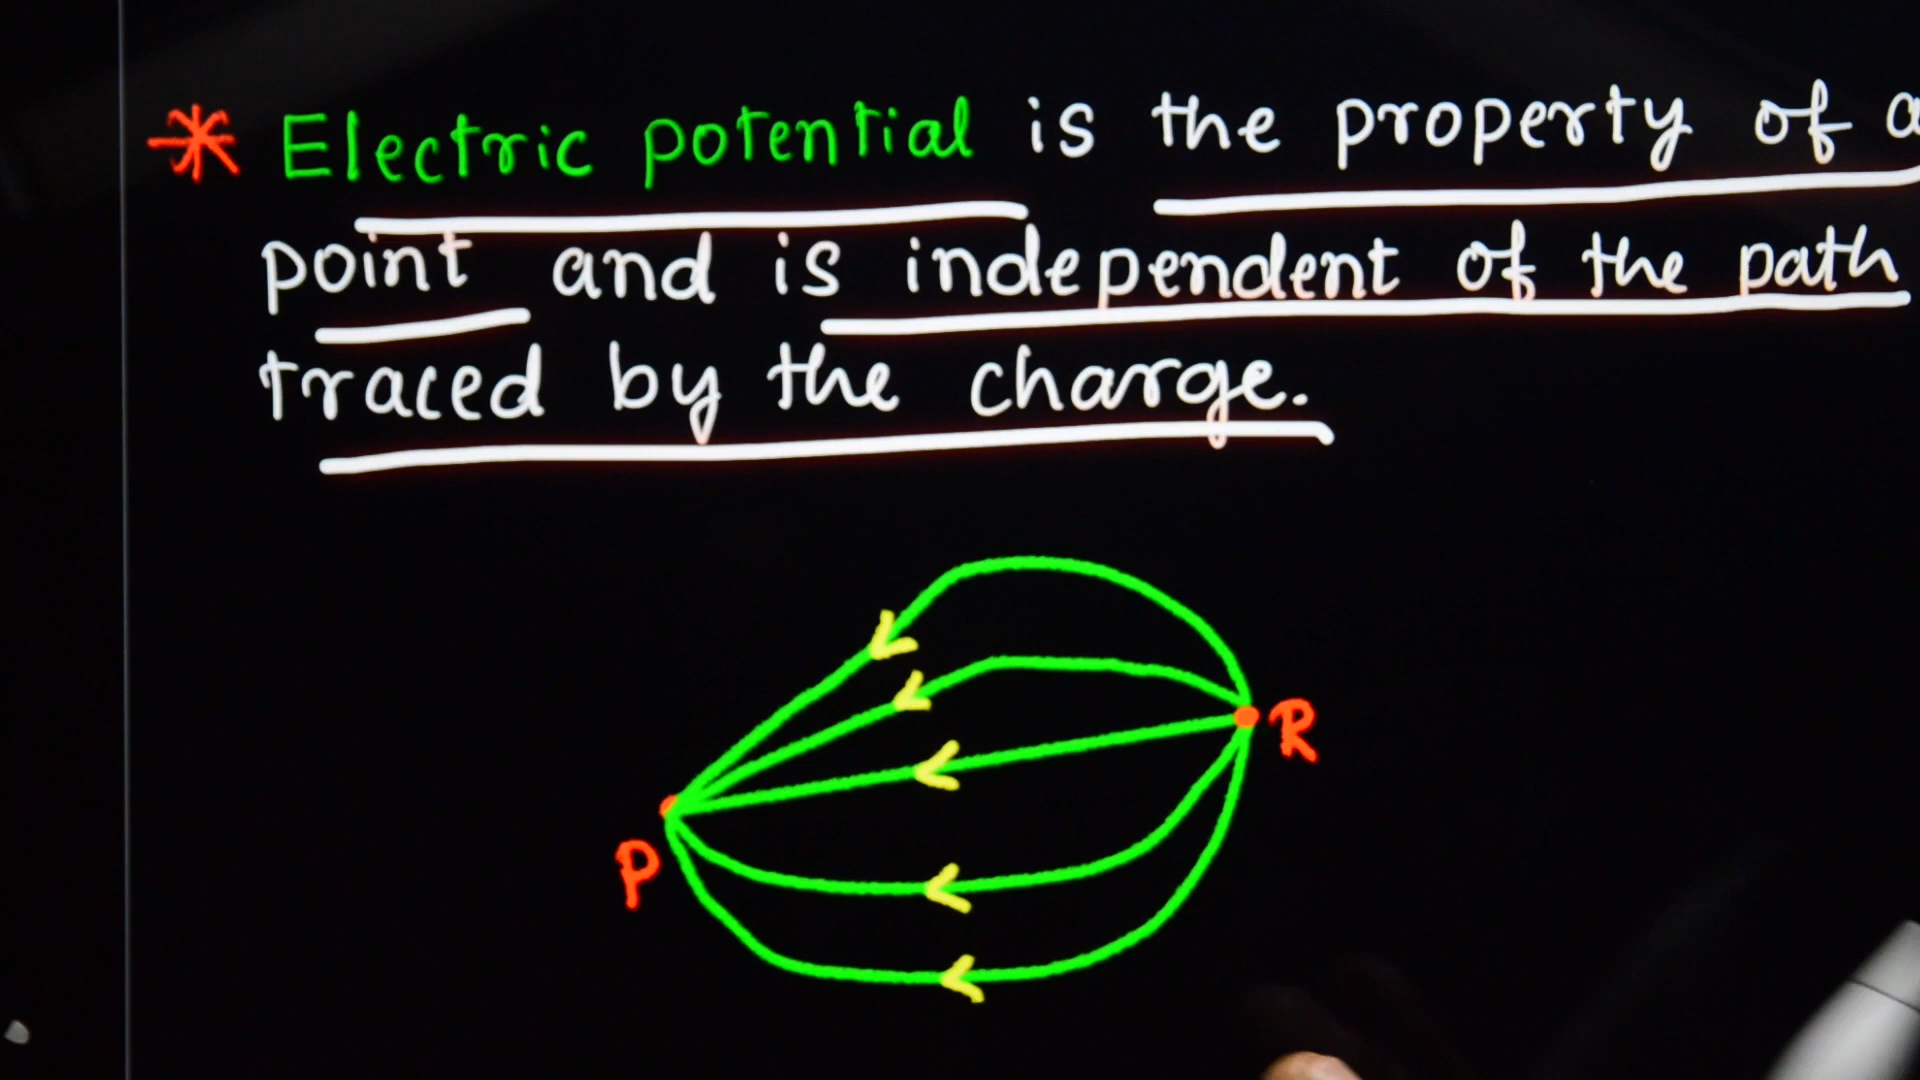 * Electric potential is the property of a
point and is independent of the path
traced by the charge.
R
P